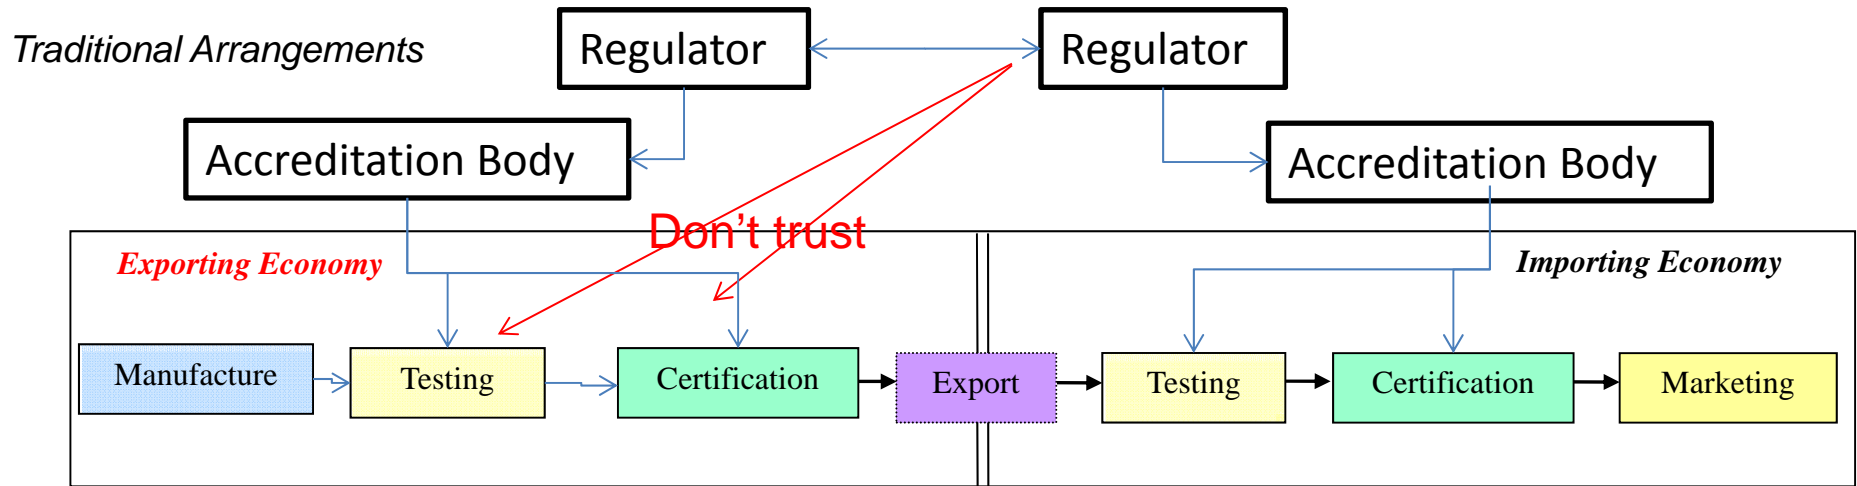 Traditional Arrangements
Regulator
Regulator
Accreditation Body
Accreditation Body
Don’t trust
Exporting Economy
Importing Economy
Manufacture
Testing
Certification
Export
Testing
Certification
Marketing